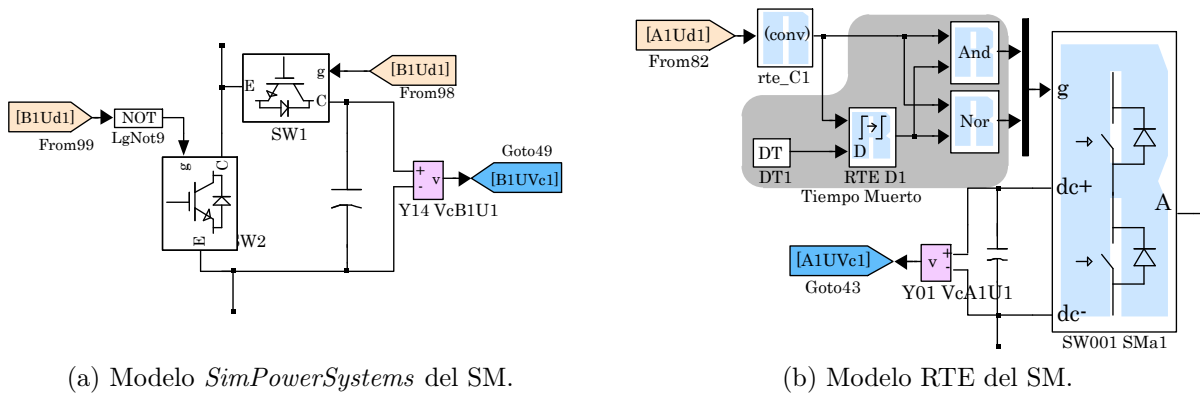 [B1Ud1]
From99
NOT
LgNot9
g
C
E
SW2
E
g
C
SW1
[B1Ud1]
From98
+
-
v
Y14 VcB1U1
Goto49
[B1UVc1]
(a) Modelo SimPowerSystems del SM.
[A1Ud1]
From82
(conv)
rte_C1
And
Nor
DT
DT1
D
RTE D1
Tiempo Muerto
g
dc+
dc-
A
SW001 SMa1
[A1UVc1]
Goto43
v
+
-
Y01 VcA1U1
(b) Modelo RTE del SM.